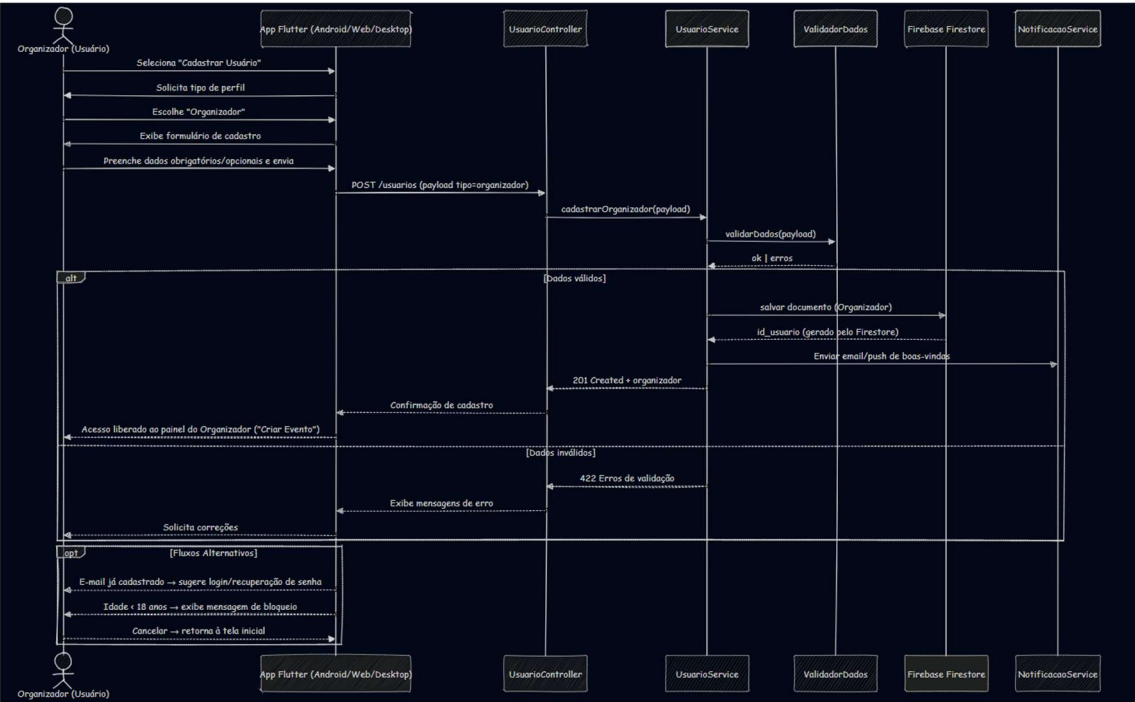 Organizador (Usuário)
App Flutter (Android/Web/Desktop)
UsuarioController
UsuarioService
ValidadorDados
Firebase Firestore
NotificacaoService
Seleciona "Cadastrar Usuário"
Solicita tipo de perfil
Escolhe "Organizador"
Exibe formulário de cadastro
Preenche dados obrigatórios/opcionais e envia
POST /usuarios (payload tipo=organizador)
cadastrarOrganizador(payload)
validarDados(payload)
ok | erros
alt
[Dados válidos]
salvar documento (Organizador)
id_usuario (gerado pelo Firestore)
Enviar email/push de boas-vindas
201 Created + organizador
Confirmação de cadastro
Acesso liberado ao painel do Organizador ("Criar Evento")
[Dados inválidos]
422 Erros de validação
Exibe mensagens de erro
Solicita correções
opt
[Fluxos Alternativos]
E-mail já cadastrado → sugere login/recuperação de senha
Idade < 18 anos → exibe mensagem de bloqueio
Cancelar → retorna à tela inicial
Organizador (Usuário)
App Flutter (Android/Web/Desktop)
UsuarioController
UsuarioService
ValidadorDados
Firebase Firestore
NotificacaoService